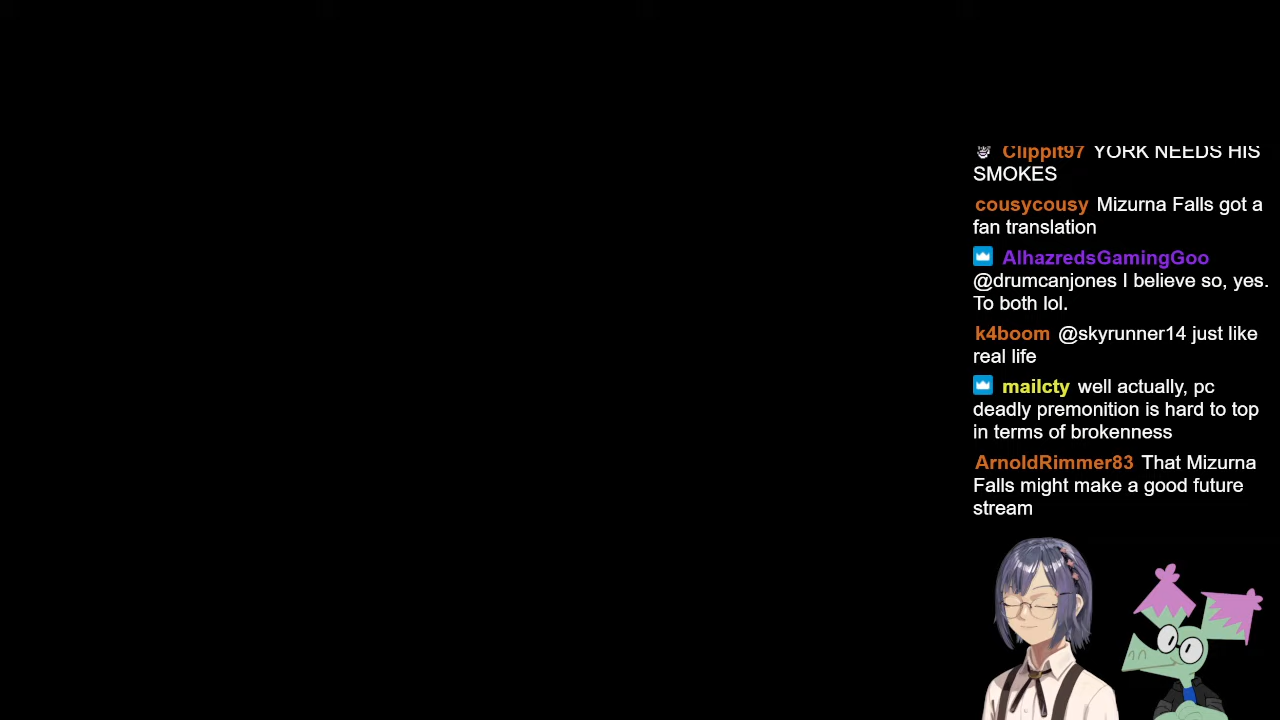 Clippit97 YORK NEEDS HIS
SMOKES
cousycousy Mizurna Falls got a
fan translation
AlhazredsGamingGoo
@drumcanjones I believe so, yes.
To both lol.
k4boom @skyrunner14 just like
real life
mailcty well actually, pc
deadly premonition is hard to top
in terms of brokenness
ArnoldRimmer83 That Mizurna
Falls might make a good future
stream